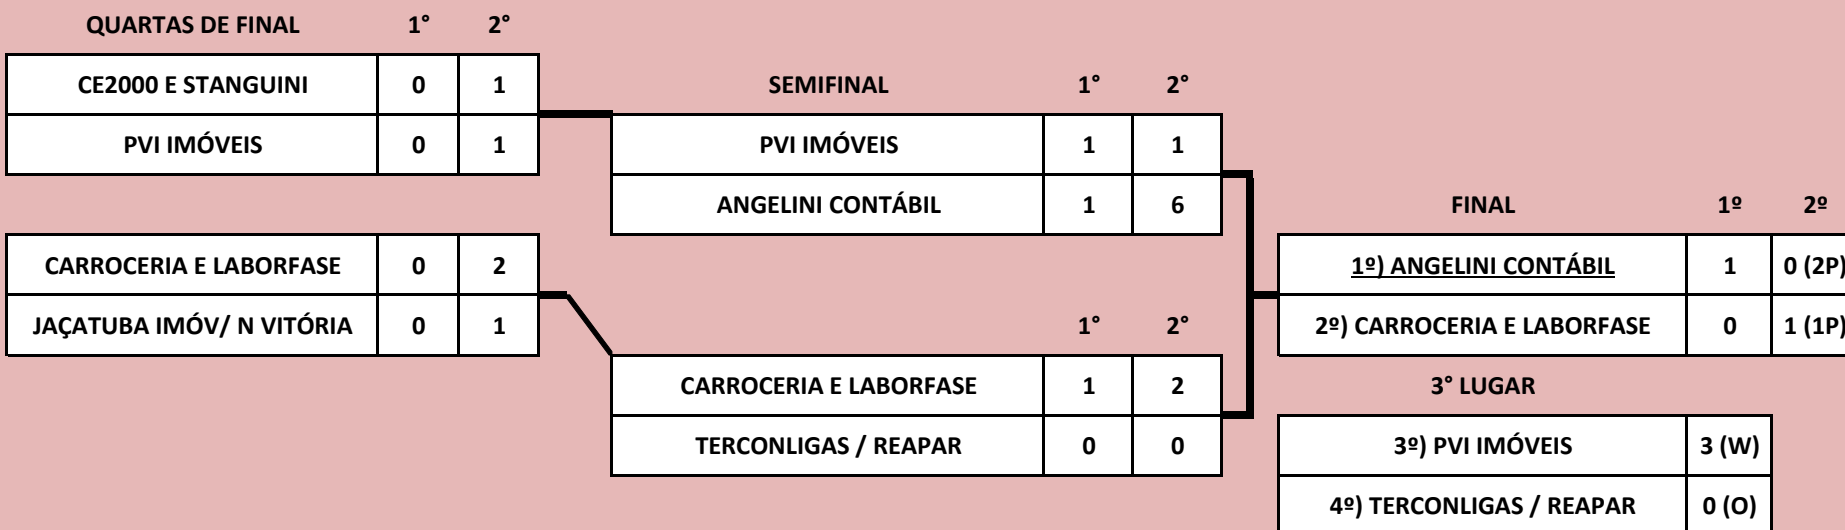 QUARTAS DE FINAL 1° 2°
CE2000 E STANGUINI 0 1
PVI IMÓVEIS 0 1
CARROCERIA E LABORFASE 0 2
JAÇATUBA IMÓV/ N VITÓRIA 0 1
SEMIFINAL 1° 2°
PVI IMÓVEIS 1 1
ANGELINI CONTÁBIL 1 6
1° 2°
CARROCERIA E LABORFASE 1 2
TERCONLIGAS / REAPAR 0 0
FINAL 1º 2º
1º) ANGELINI CONTÁBIL 1 0 (2P)
2º) CARROCERIA E LABORFASE 0 1 (1P)
3° LUGAR
3º) PVI IMÓVEIS 3 (W)
4º) TERCONLIGAS / REAPAR 0 (O)